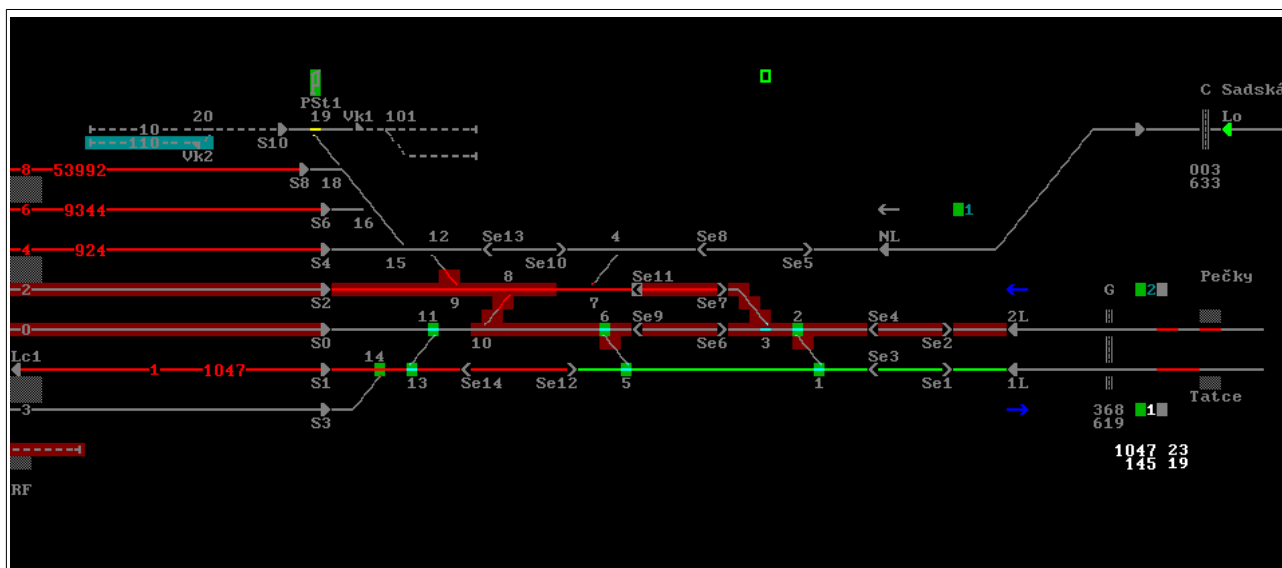 C Sadská
PSt1
20 19 Vk1 101 Lo
10
S10
110
Vk2
8 53992 003
S8 18 633
6 9344 1
S6 16
12 Se13 4 Se8 NL
4 924
S4 15 Se10 Se5
8 Se11 Pečky
2 G 2
S2 9 7 Se7
11 6 Se9 2 Se4 2L
0
S0 10 Se6 3 Se2
Lc1 14 Se3
1 1047
S1 13 Se14 Se12 5 1 Se1 1L
Tatce
3 368 1
S3 619
1047 23
145 19
RF